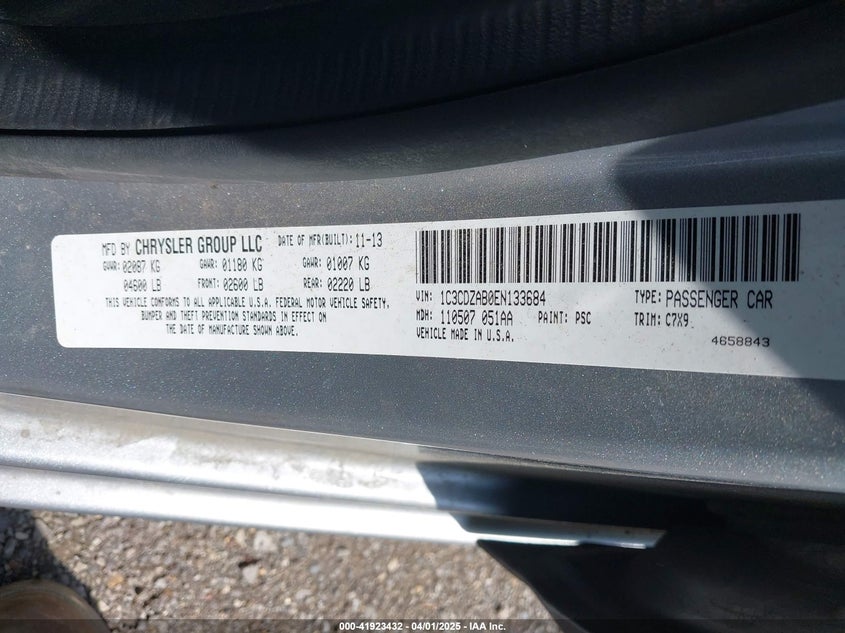 MFD BY CHRYSLER GROUP LLC DATE OF MFR(BUILT): 11-13
GVWR: 02087 KG GAWR: 01180 KG GAWR: 01007 KG
04600 LB FRONT: 02600 LB REAR: 02220 LB
THIS VEHICLE CONFORMS TO ALL APPLICABLE U.S.A. FEDERAL MOTOR VEHICLE SAFETY,
BUMPER AND THEFT PREVENTION STANDARDS IN EFFECT ON
THE DATE OF MANUFACTURE SHOWN ABOVE.
VIN: 1C3CDZAB0EN133684 TYPE: PASSENGER CAR
MDH: 110507 051AA PAINT: PSC TRIM: C7X9
VEHICLE MADE IN U.S.A. 4658843
000-41923432 - 04/01/2025 - IAA Inc.